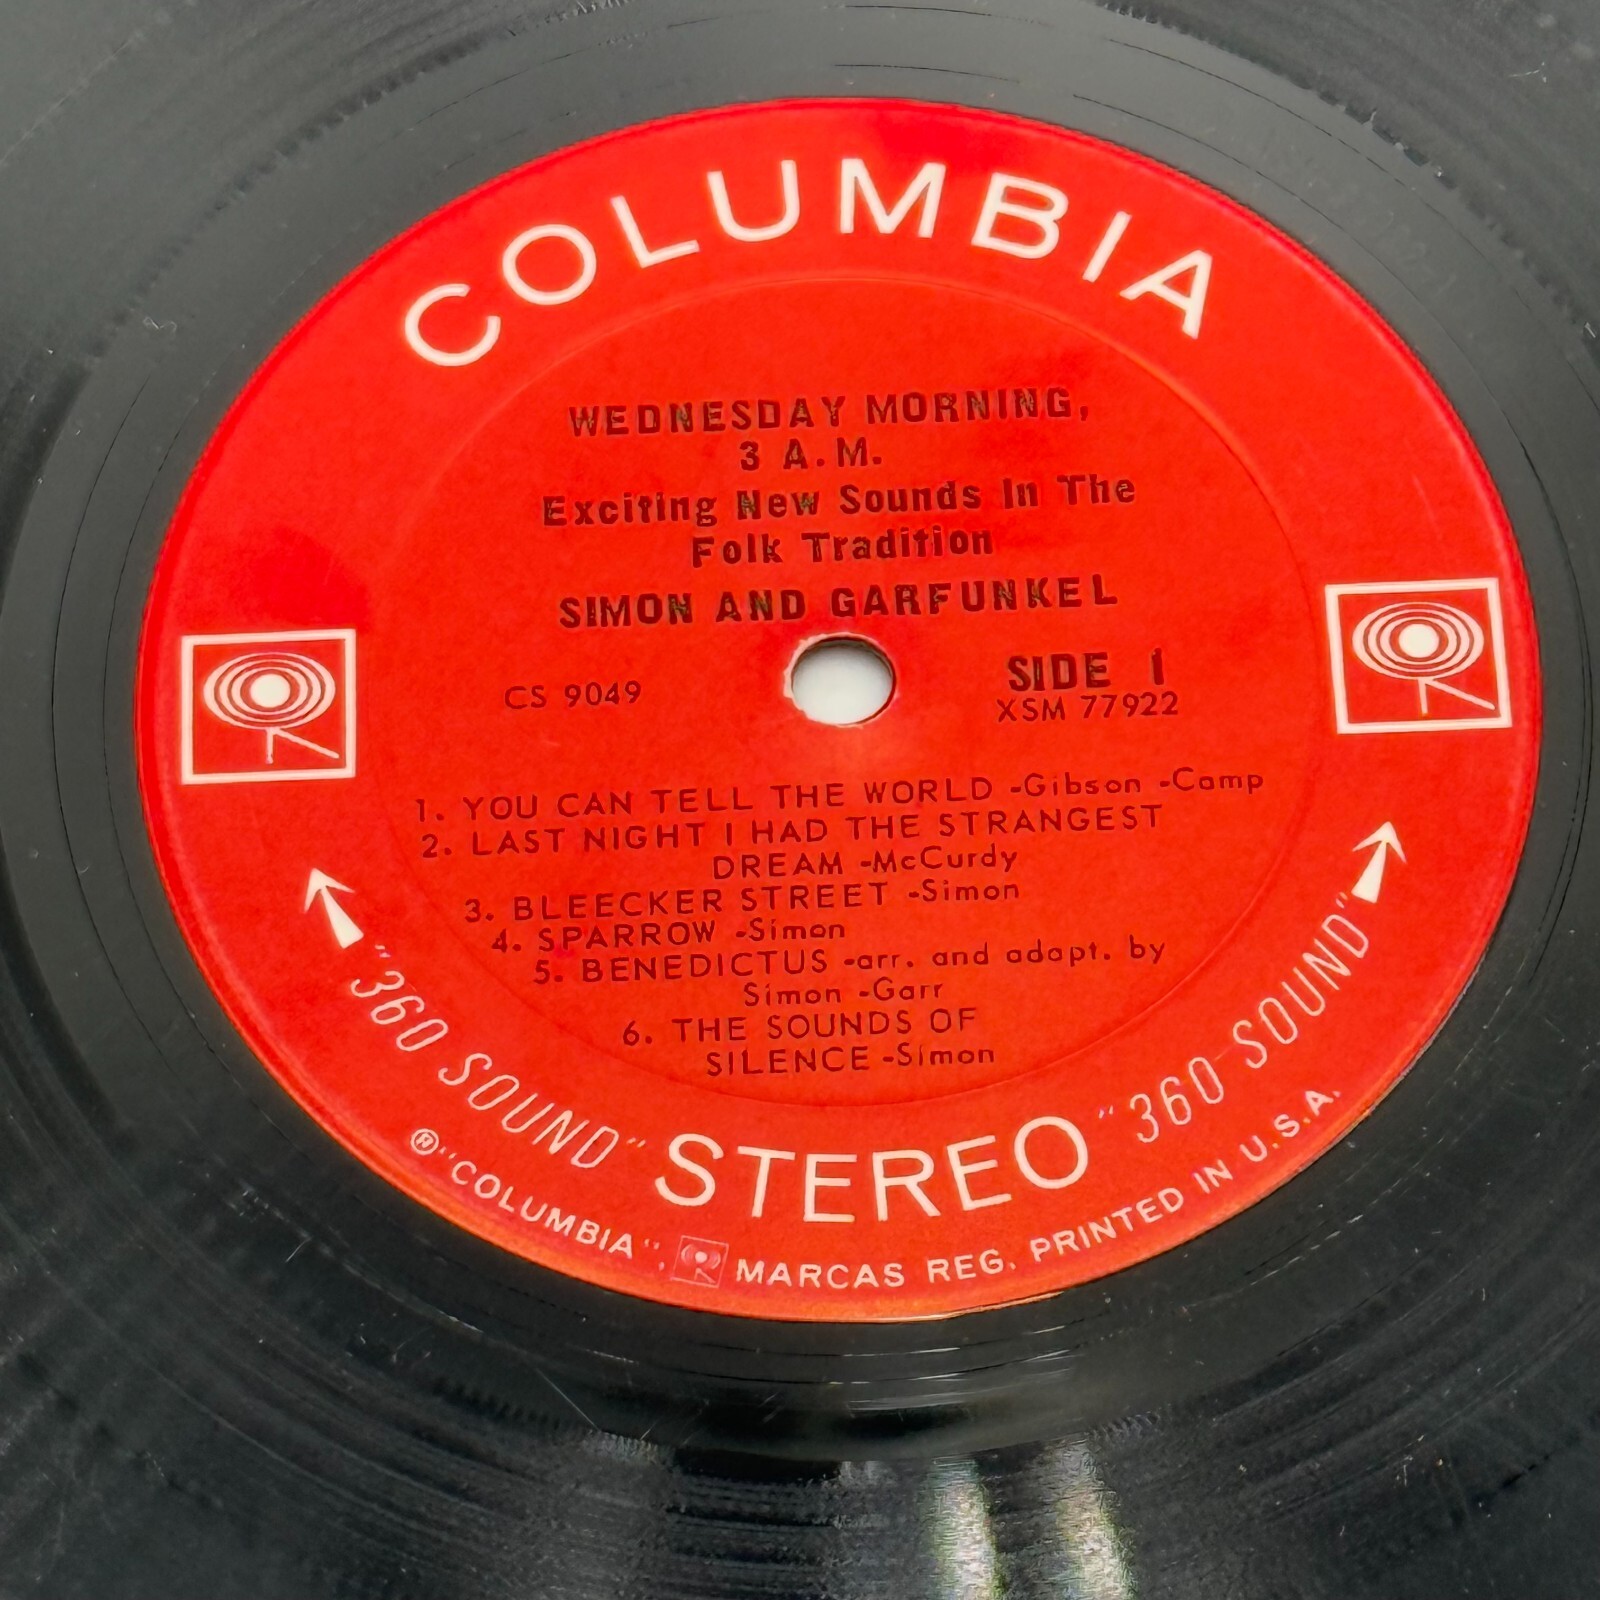 COLUMBIA
WEDNESDAY MORNING,
3 A.M.
Exciting New Sounds In The
Folk Tradition
SIMON AND GARFUNKEL
CS 9049
SIDE 1
XSM 77922
1. YOU CAN TELL THE WORLD -Gibson -Camp
2. LAST NIGHT I HAD THE STRANGEST
DREAM -McCurdy
3. BLEECKER STREET -Simon
4. SPARROW -Simon
5. BENEDICTUS -arr. and adapt. by
Simon -Garr
6. THE SOUNDS OF
SILENCE -Simon
"360 SOUND" STEREO "360 SOUND"
® "COLUMBIA", MARCAS REG. PRINTED IN U.S.A.